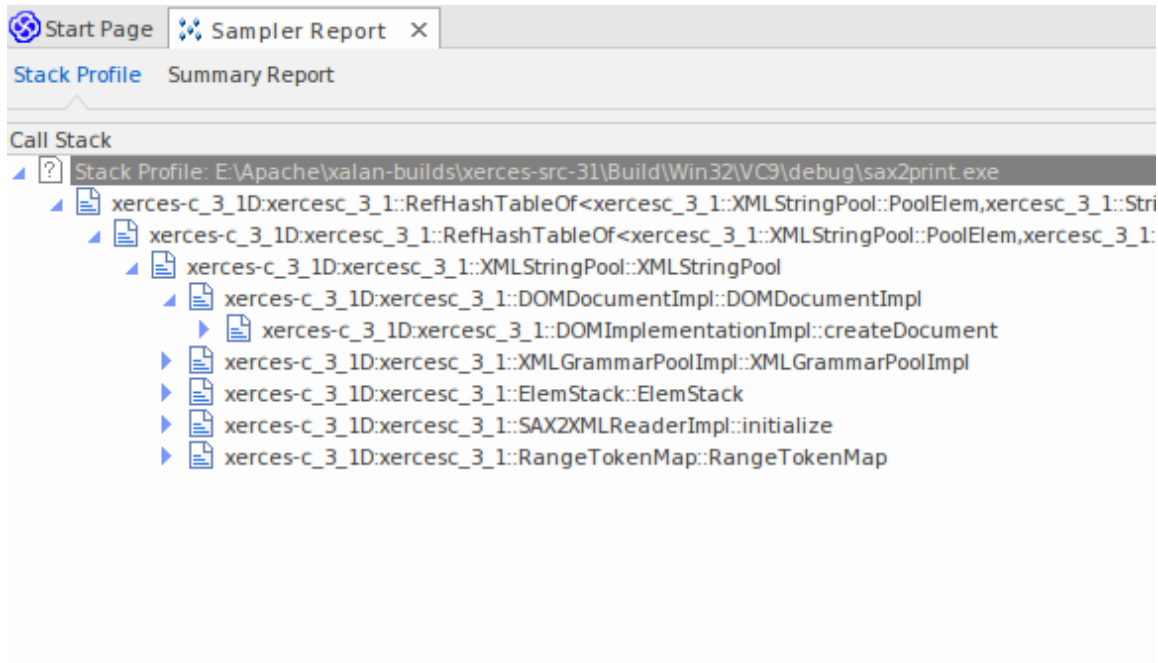 Start Page Sampler Report
Stack Profile Summary Report
Call Stack
Stack Profile: E:\Apache\xalan-builds\xerces-src-31\Build\Win32\VC9\debug\sax2print.exe
xerces-c_3_1D:xercesc_3_1::RefHashTableOf<xercesc_3_1::XMLStringPool::PoolElem,xercesc_3_1::Stri
xerces-c_3_1D:xercesc_3_1::RefHashTableOf<xercesc_3_1::XMLStringPool::PoolElem,xercesc_3_1:
xerces-c_3_1D:xercesc_3_1::XMLStringPool::XMLStringPool
xerces-c_3_1D:xercesc_3_1::DOMDocumentImpl::DOMDocumentImpl
xerces-c_3_1D:xercesc_3_1::DOMImplementationImpl::createDocument
xerces-c_3_1D:xercesc_3_1::XMLGrammarPoolImpl::XMLGrammarPoolImpl
xerces-c_3_1D:xercesc_3_1::ElemStack::ElemStack
xerces-c_3_1D:xercesc_3_1::SAX2XMLReaderImpl::initialize
xerces-c_3_1D:xercesc_3_1::RangeTokenMap::RangeTokenMap